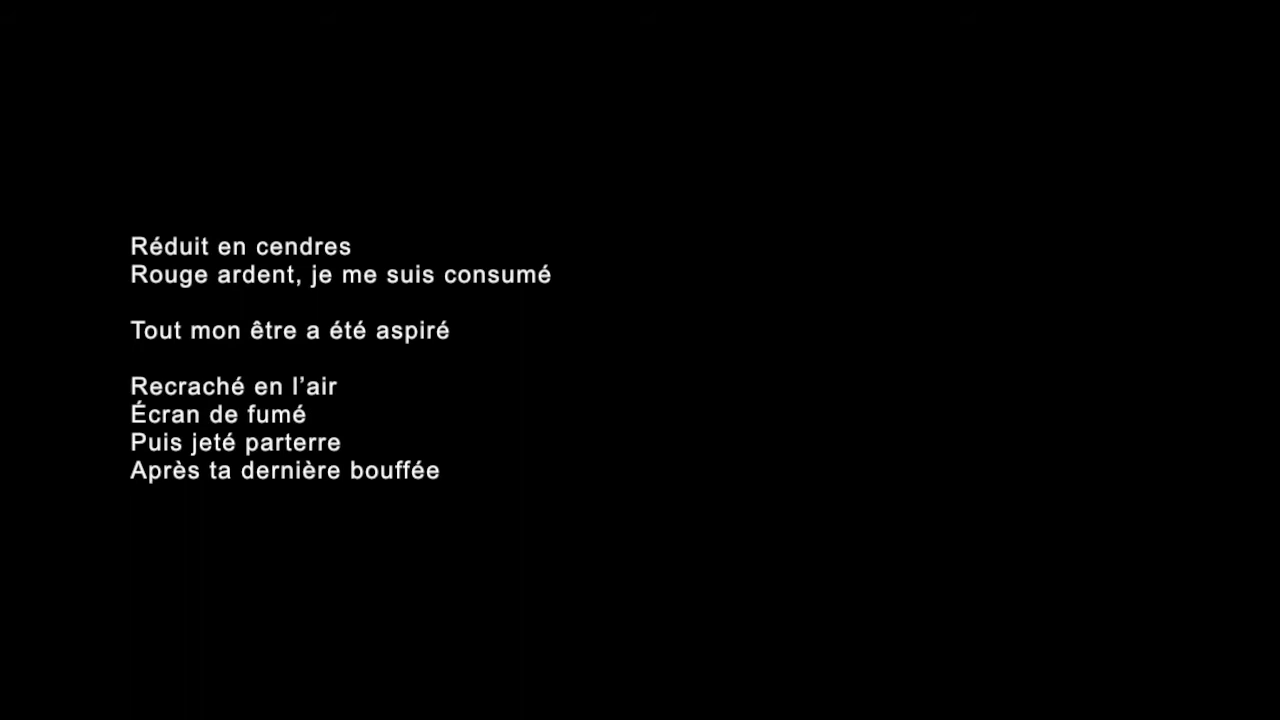 Réduit en cendres
Rouge ardent, je me suis consumé
Tout mon être a été aspiré
Recraché en l’air
Écran de fumé
Puis jeté parterre
Après ta dernière bouffée